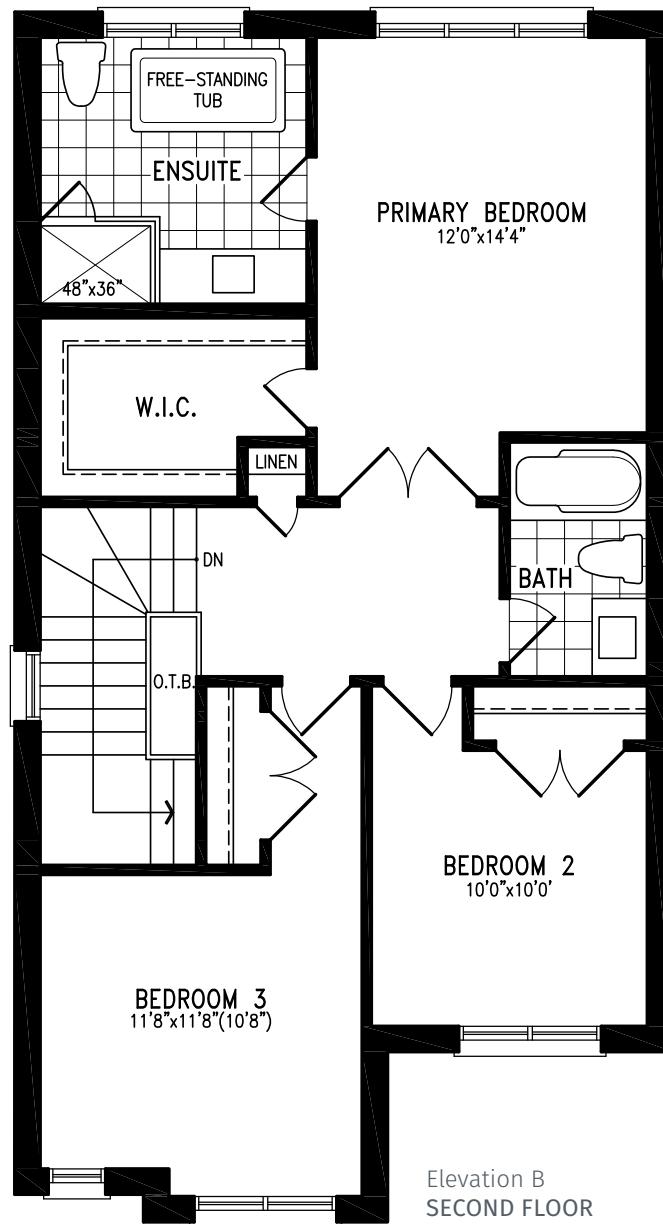 FREE-STANDING
TUB
ENSUITE
PRIMARY BEDROOM
12'0"x14'4"
48"x36"
W.I.C.
LINEN
DN
BATH
O.T.B.
BEDROOM 2
10'0"x10'0'
BEDROOM 3
11'8"x11'8"(10'8")
Elevation B
SECOND FLOOR